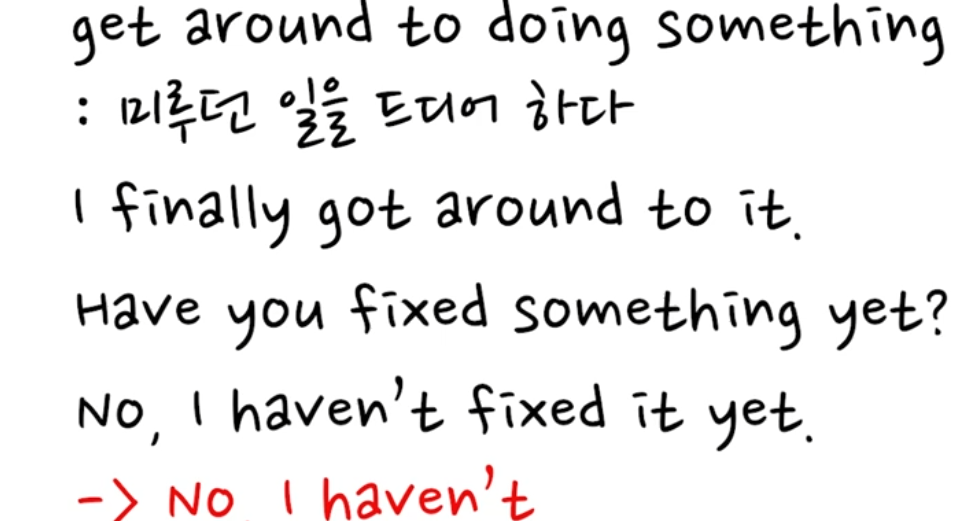 get around to doing something
: 미루던 일을 드디어 하다
I finally got around to it.
Have you fixed something yet?
No, I haven't fixed it yet.
-> No, I haven't